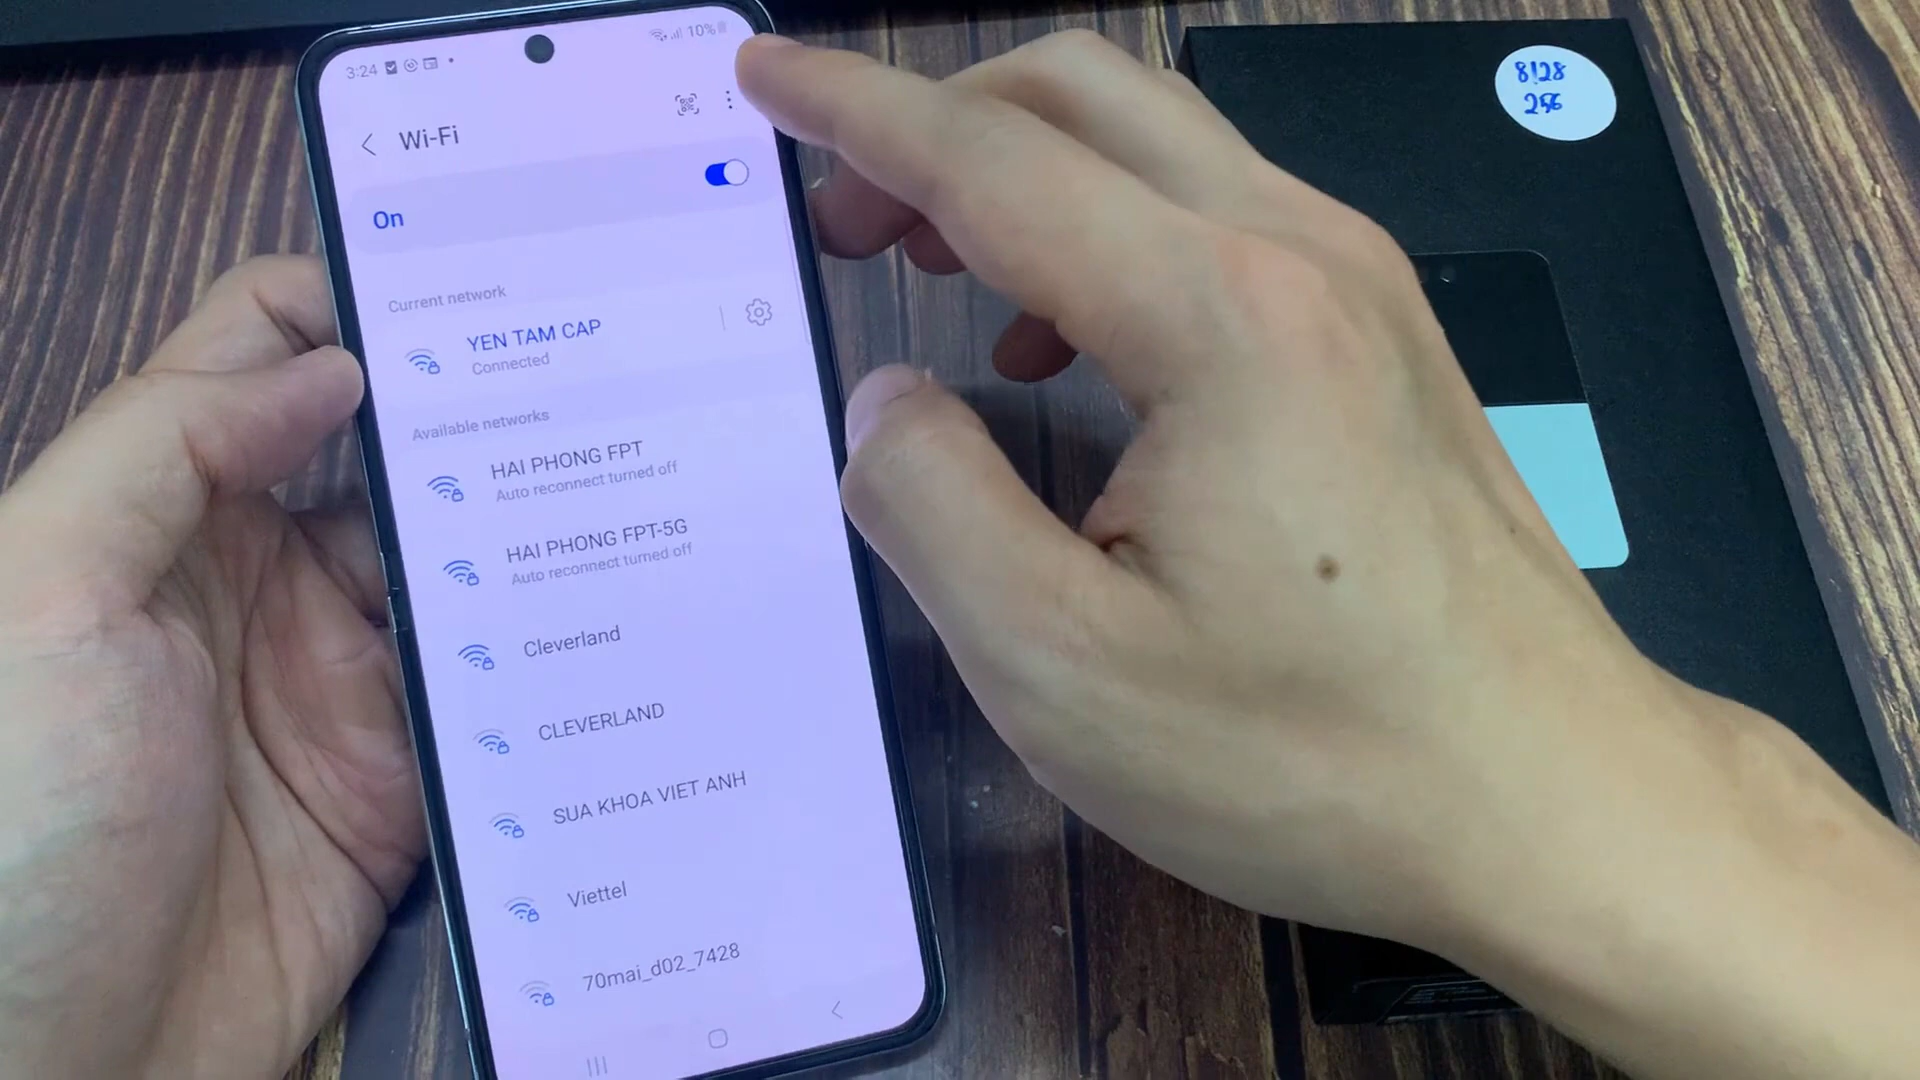 3:24
10%
Wi-Fi
On
Current network
YEN TAM CAP
Connected
Available networks
HAI PHONG FPT
Auto reconnect turned off
HAI PHONG FPT-5G
Auto reconnect turned off
Cleverland
CLEVERLAND
SUA KHOA VIET ANH
Viettel
70mai_d02_7428
8/128
256